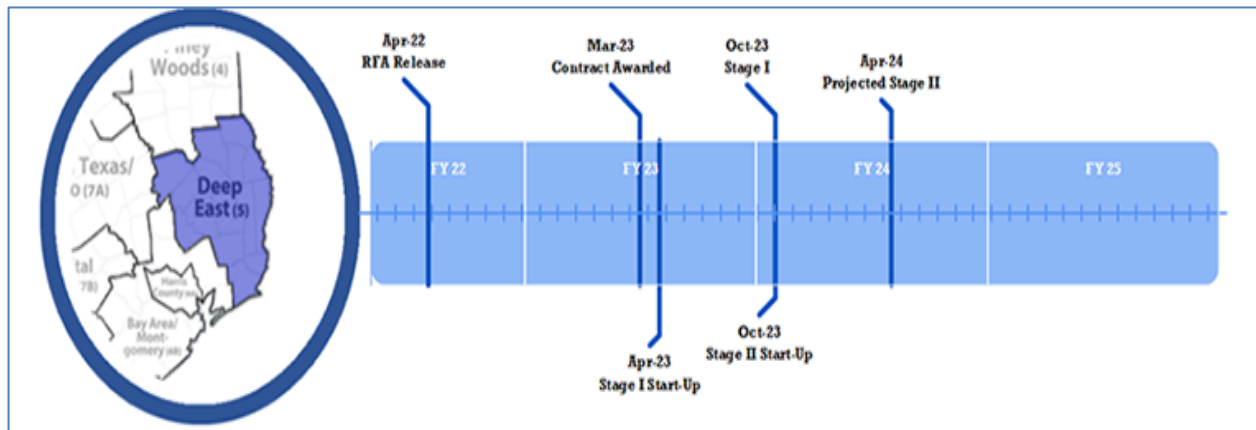 Woods (4)
Texas/
O (7A)
Deep
East (5)
tal
7B)
Harris
County
Bay Area/
Mont-
gomery
Apr-22
RFA Release
Mar-23
Contract Awarded
Oct-23
Stage I
Apr-24
Projected Stage II
FY 22
FY 23
FY 24
FY 25
Apr-23
Stage I Start-Up
Oct-23
Stage II Start-Up